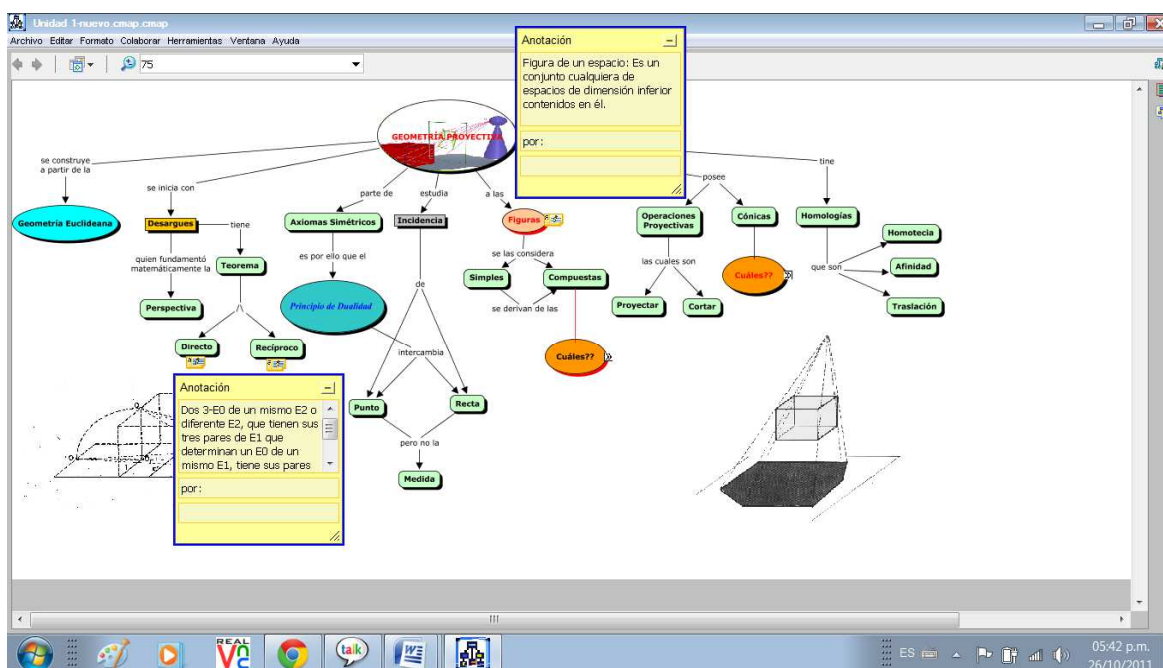 Unidad 1-nuevo.cmap.cmap
Archivo Editar Formato Colaborar Herramientas Ventana Ayuda
75
Anotación
Figura de un espacio: Es un
conjunto cualquiera de
espacios de dimensión inferior
contenidos en él.
por:
GEOMETRÍA PROYECTIVA
se construye
a partir de la
se inicia con
parte de
estudia
a las
posee
tine
Geometría Euclideana
Desargues
tiene
Axiomas Simétricos
Incidencia
Figuras
Operaciones
Proyectivas
Cónicas
Homologías
Homotecia
quien fundamentó
matemáticamente la
Teorema
es por ello que el
se las considera
las cuales son
que son
Afinidad
Simples
Compuestas
Cuáles??
de
Perspectiva
/\
Principio de Dualidad
se derivan de las
Proyectar
Cortar
Traslación
Directo
Recíproco
intercambia
Cuáles??
Anotación
Dos 3-E0 de un mismo E2 o
diferente E2, que tienen sus
tres pares de E1 que
determinan un E0 de un
mismo E1, tiene sus pares
por:
Punto
Recta
pero no la
Medida
REAL
VNC
talk
ES
05:42 p.m.
26/10/2011